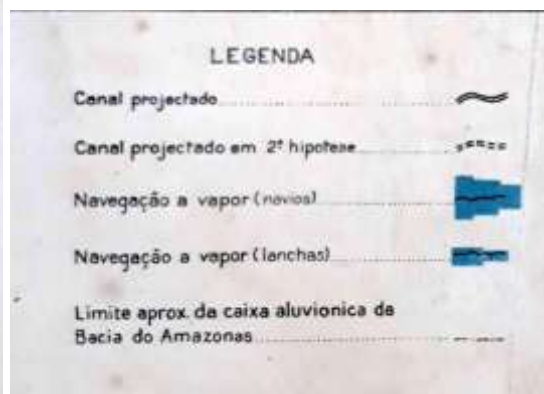 LEGENDA
Canal projectado
Canal projectado em 2ª hipotese
Navegação a vapor (navios)
Navegação a vapor (lanchas)
Limite aprox. da caixa aluvionica da
Bacia do Amazonas